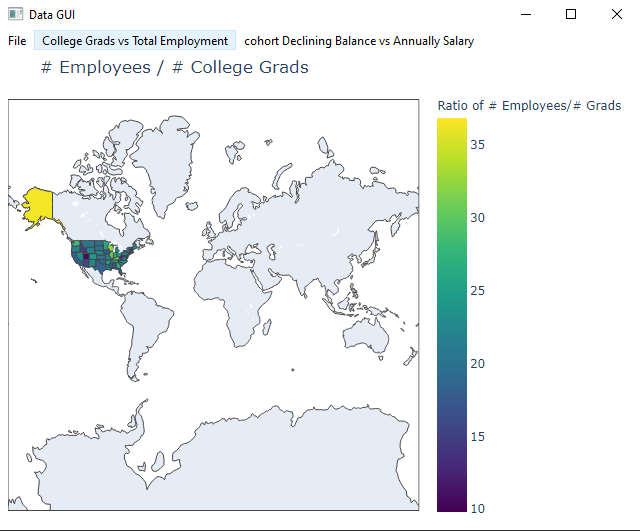 Data GUI
File College Grads vs Total Employment cohort Declining Balance vs Annually Salary
# Employees / # College Grads
Ratio of # Employees/# Grads
35
30
25
20
15
10